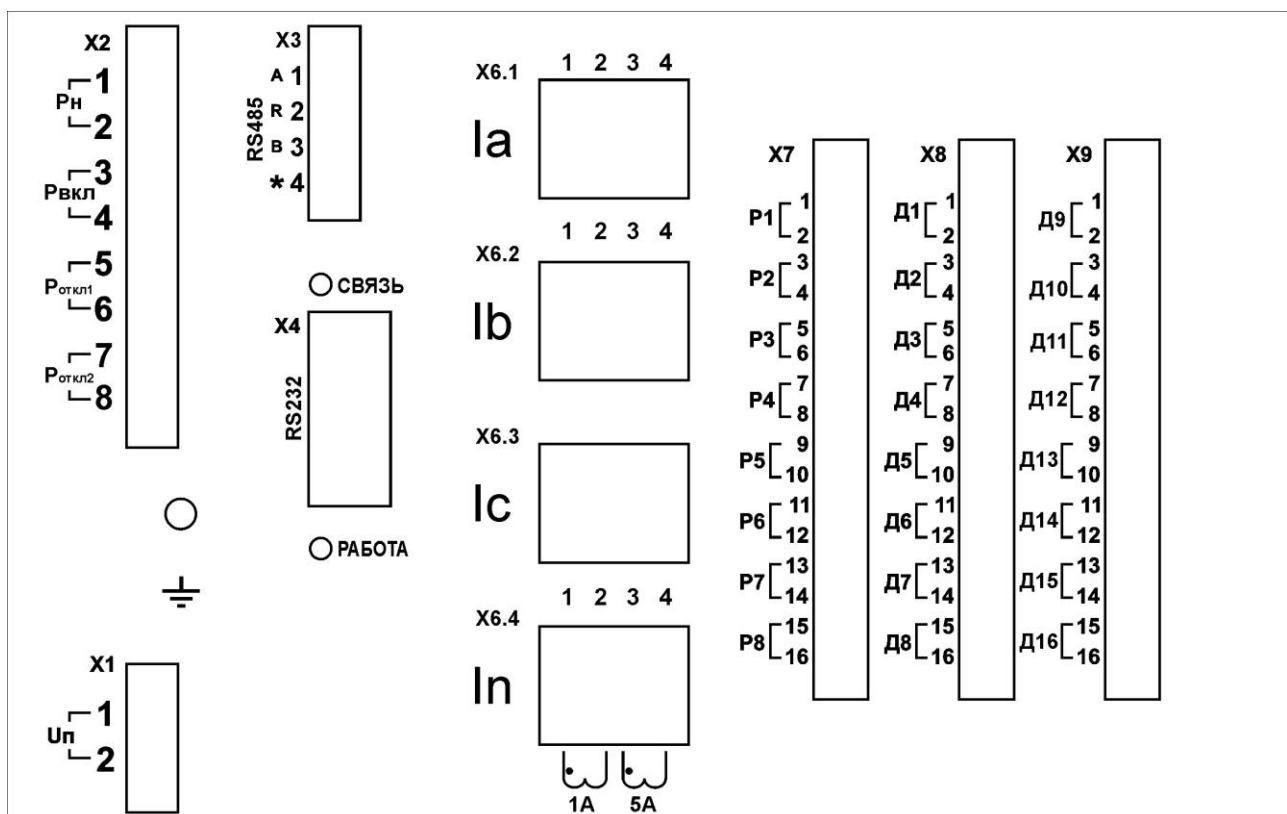 X2
1
Рн
2
3
Рвкл
4
5
Роткл1
6
7
Роткл2
8
X1
1
Uп
2
X3
A 1
R 2
B 3
* 4
RS485
СВЯЗЬ
X4
RS232
РАБОТА
1 2 3 4
X6.1
Ia
1 2 3 4
X6.2
Ib
X6.3
Ic
1 2 3 4
X6.4
In
1A 5A
X7
P1 1
2
P2 3
4
P3 5
6
P4 7
8
P5 9
10
P6 11
12
P7 13
14
P8 15
16
X8
Д1 1
2
Д2 3
4
Д3 5
6
Д4 7
8
Д5 9
10
Д6 11
12
Д7 13
14
Д8 15
16
X9
Д9 1
2
Д10 3
4
Д11 5
6
Д12 7
8
Д13 9
10
Д14 11
12
Д15 13
14
Д16 15
16